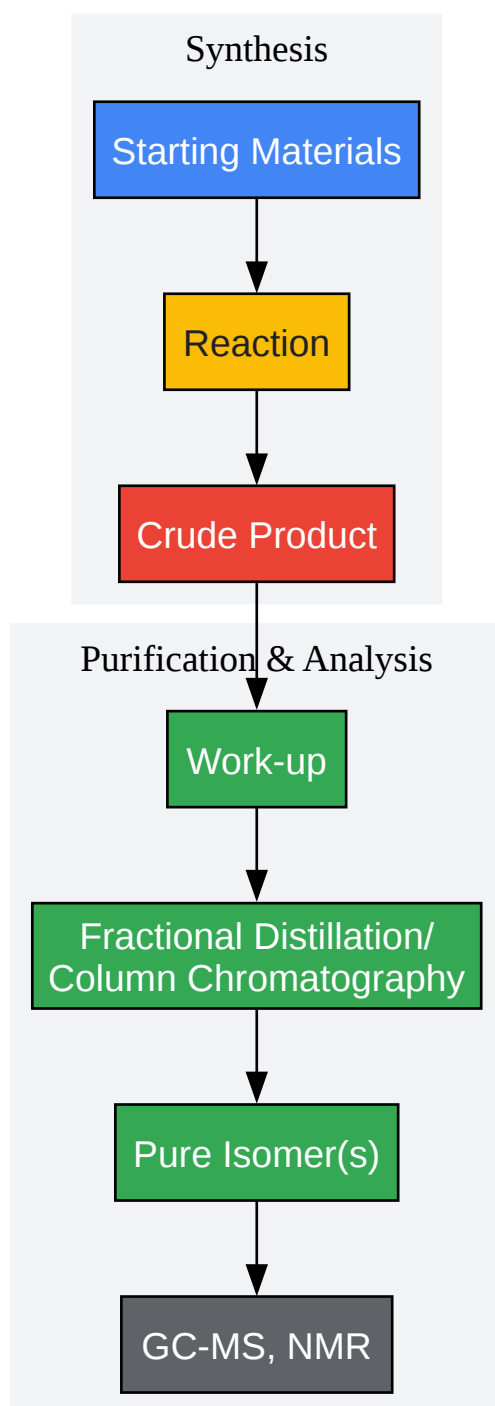 Synthesis
Starting Materials
Reaction
Crude Product
Purification & Analysis
Work-up
Fractional Distillation/
Column Chromatography
Pure Isomer(s)
GC-MS, NMR